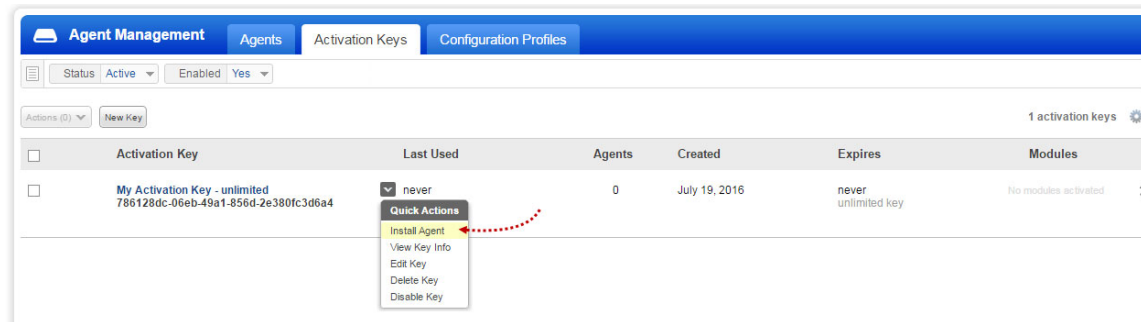 Agent Management Agents Activation Keys Configuration Profiles
Status Active Enabled Yes
Actions (0) New Key 1 activation keys
Activation Key Last Used Agents Created Expires Modules
My Activation Key - unlimited never 0 July 19, 2016 never No modules activated
786128dc-06eb-49a1-856d-2e380fc3d6a4 unlimited key
Quick Actions
Install Agent
View Key Info
Edit Key
Delete Key
Disable Key